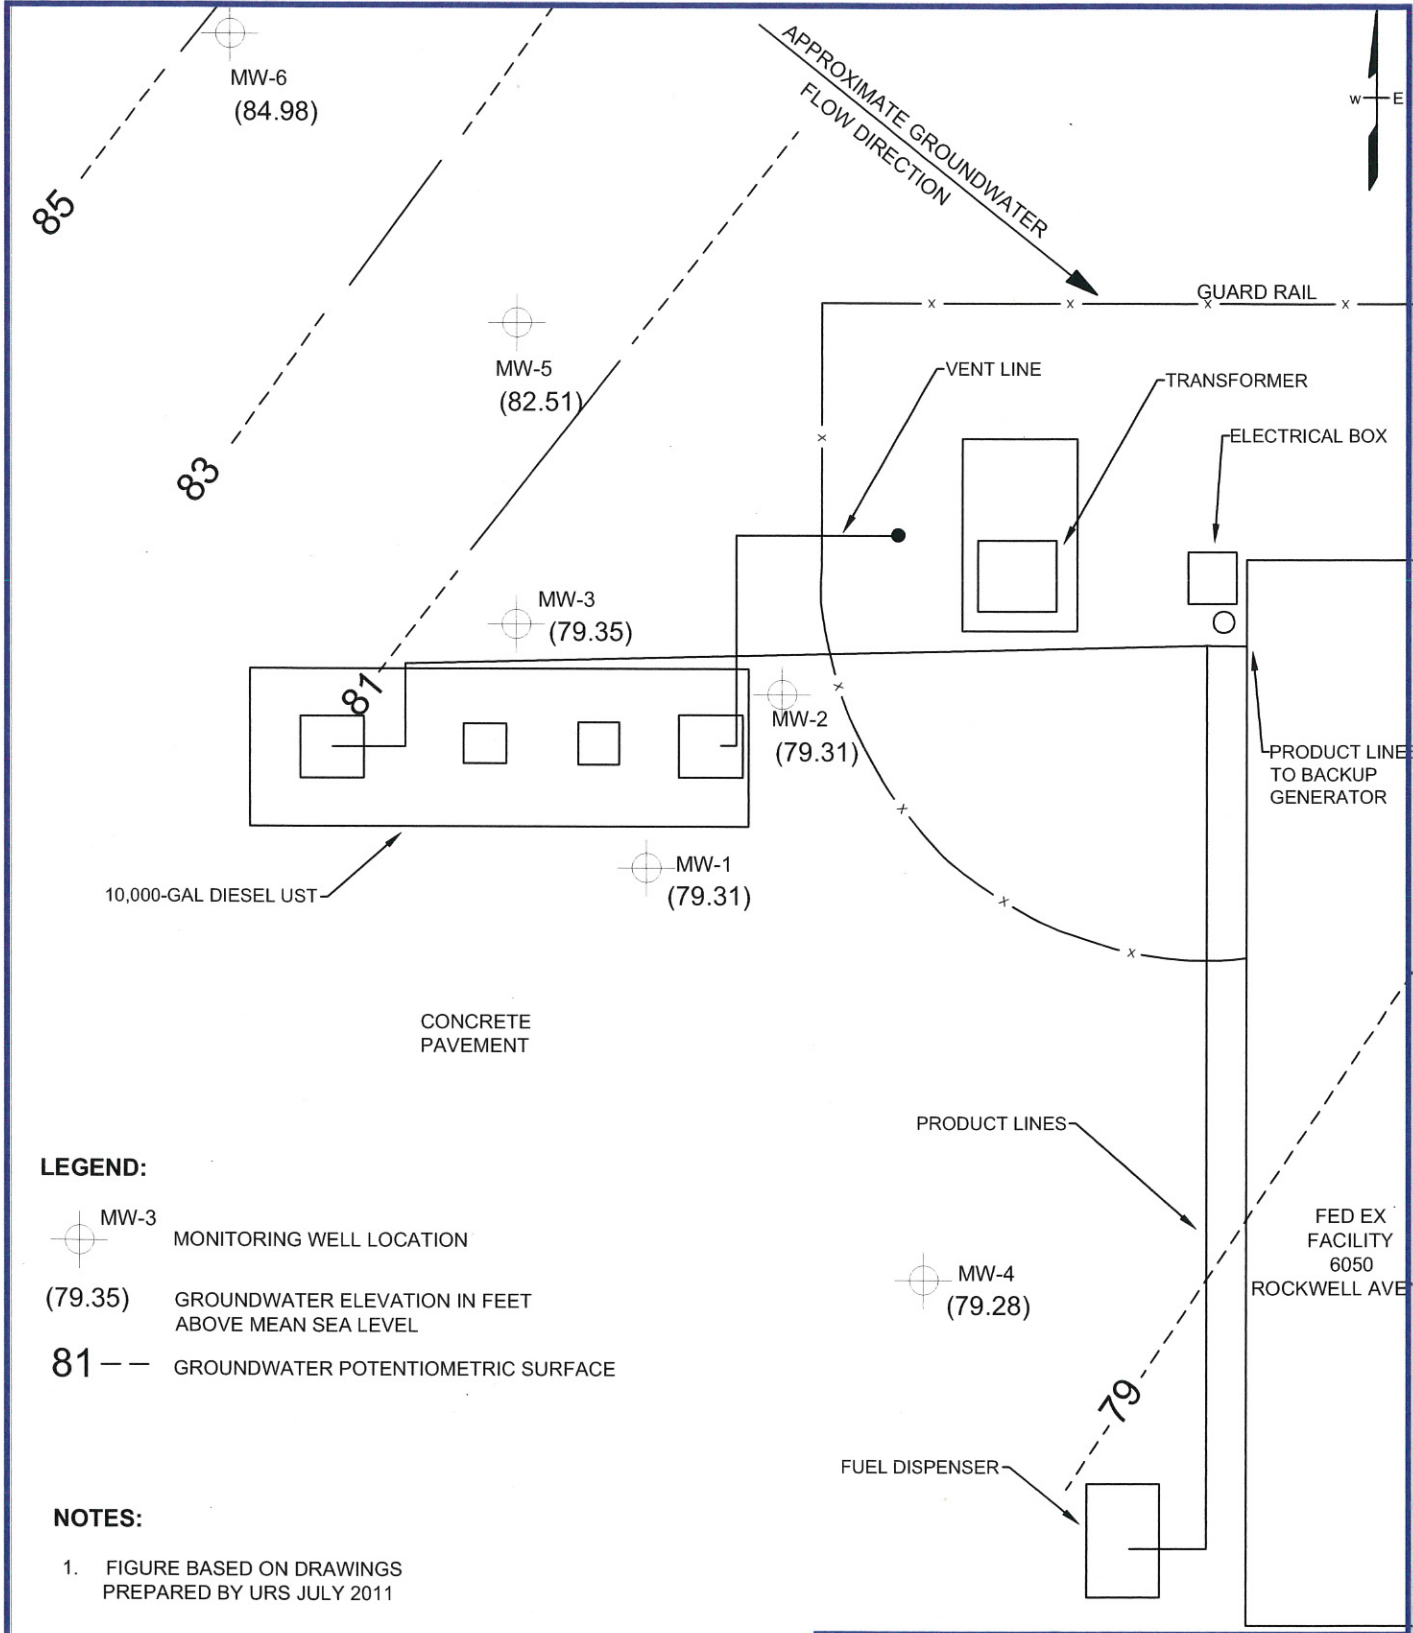 MW-6
(84.98)
APPROXIMATE GROUNDWATER
FLOW DIRECTION
W E
85
GUARD RAIL
x x x x
MW-5
(82.51)
VENT LINE
TRANSFORMER
ELECTRICAL BOX
x
83
MW-3
(79.35)
81
x
MW-2
(79.31)
PRODUCT LINE
TO BACKUP
GENERATOR
x
MW-1
(79.31)
10,000-GAL DIESEL UST
x
x
CONCRETE
PAVEMENT
PRODUCT LINES
LEGEND:
MW-3
MONITORING WELL LOCATION
(79.35)
GROUNDWATER ELEVATION IN FEET
ABOVE MEAN SEA LEVEL
81 – – GROUNDWATER POTENTIOMETRIC SURFACE
FED EX
FACILITY
6050
ROCKWELL AVE
MW-4
(79.28)
79
FUEL DISPENSER
NOTES:
1. FIGURE BASED ON DRAWINGS
PREPARED BY URS JULY 2011